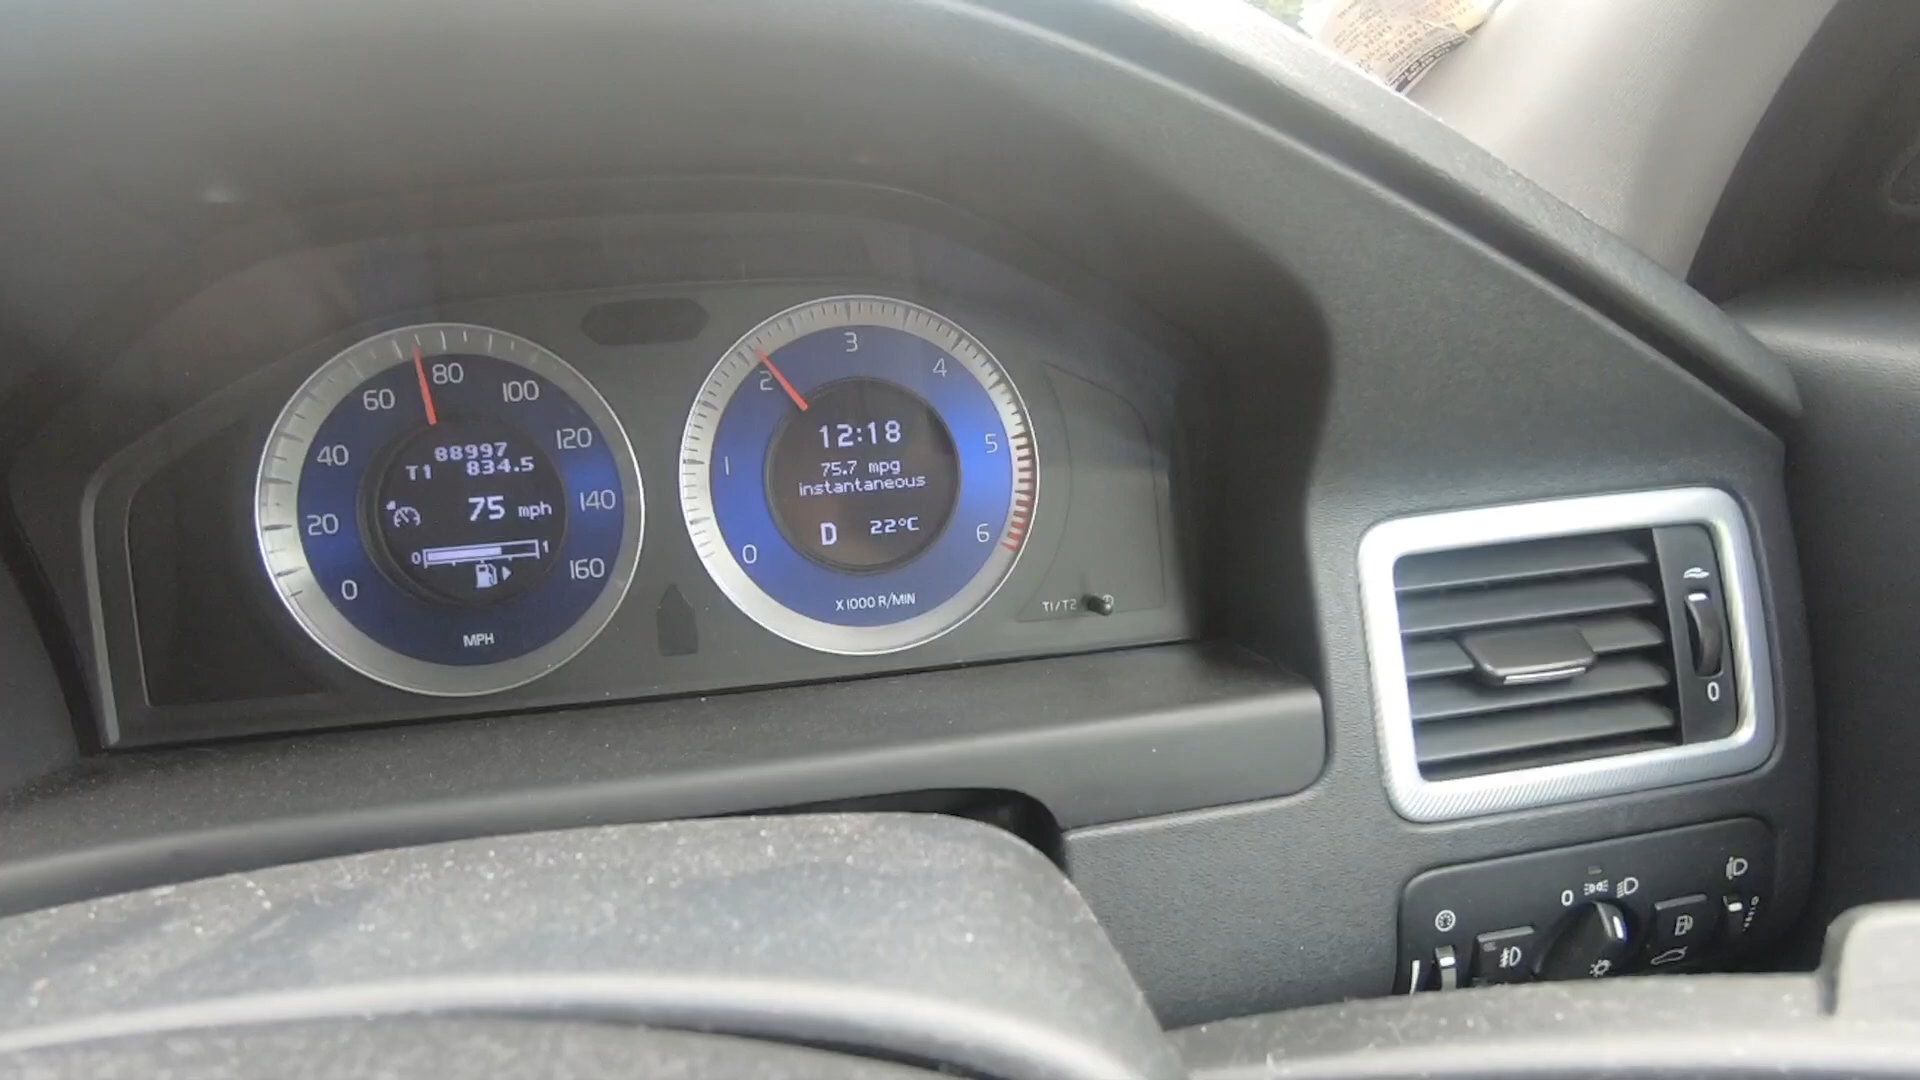 0
20
40
60
80
100
120
140
160
MPH
88997
T1 834.5
75 mph
0 1
0
1
2
3
4
5
6
X1000 R/MIN
12:18
75.7 mpg
instantaneous
D 22°C
T1/T2
0
0